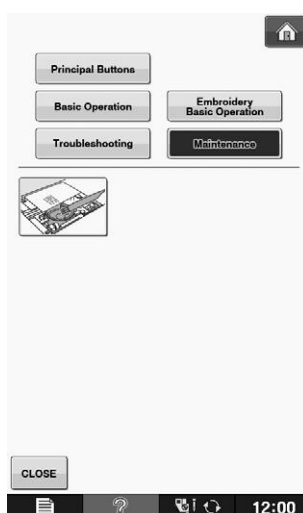 Principal Buttons
Basic Operation
Embroidery
Basic Operation
Troubleshooting
Maintenance
CLOSE
12:00